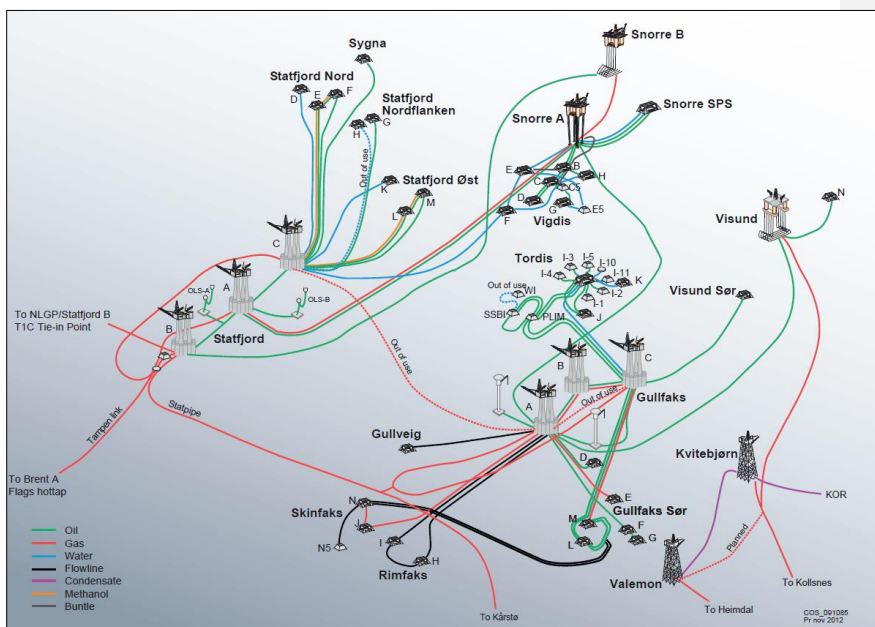 Snorre B
Sygna
Statfjord Nord
D
E
F
Statfjord
Nordflanken
H
G
Snorre SPS
Snorre A
Out of use
Statfjord Øst
K
M
L
E
B
C
H
D
C5
G
E5
F
Vigdis
N
Visund
C
A
B
OLS-A
OLS-B
Statfjord
To NLGP/Statfjord B
T1C Tie-in Point
Tordis
I-3
I-5
I-10
I-4
I-11
K
I-2
I-1
J
Out of use
WI
SSBI
PLIM
Visund Sør
Out of use
B
C
A
Out of use
Gullfaks
Tampen link
Statpipe
Gullveig
D
Kvitebjørn
To Brent A
Flags hottap
KOR
Skinfaks
N
J
N5
I
H
Rimfaks
E
Gullfaks Sør
M
F
L
G
Planned
Valemon
To Kollsnes
To Heimdal
To Kårstø
Oil
Gas
Water
Flowline
Condensate
Methanol
Buntle
COS_091085
Pr nov 2012